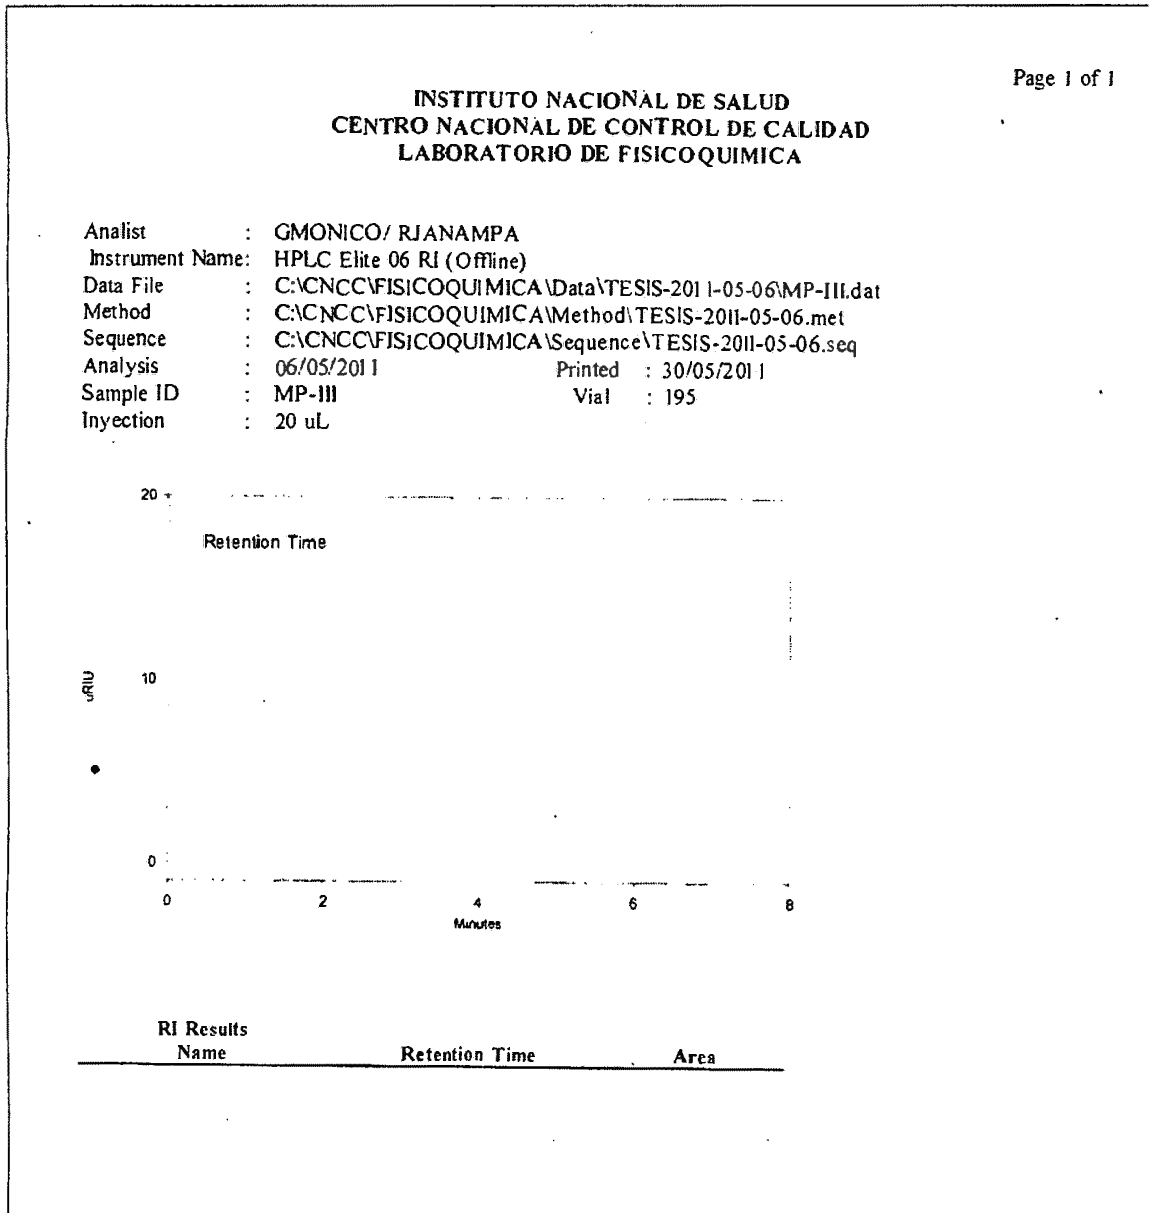 Page 1 of 1
INSTITUTO NACIONAL DE SALUD
CENTRO NACIONAL DE CONTROL DE CALIDAD
LABORATORIO DE FISICOQUIMICA
Analist : GMONICO/ RJANAMPA
Instrument Name: HPLC Elite 06 RI (Offline)
Data File : C:\CNCC\FISICOQUIMICA\Data\TESIS-2011-05-06\MP-III.dat
Method : C:\CNCC\FISICOQUIMICA\Method\TESIS-2011-05-06.met
Sequence : C:\CNCC\FISICOQUIMICA\Sequence\TESIS-2011-05-06.seq
Analysis : 06/05/2011 Printed : 30/05/2011
Sample ID : MP-III Vial : 195
Inyection : 20 uL
20
Retention Time
uRIU
10
0
0 2 4 6 8
Minutes
RI Results
Name Retention Time Area